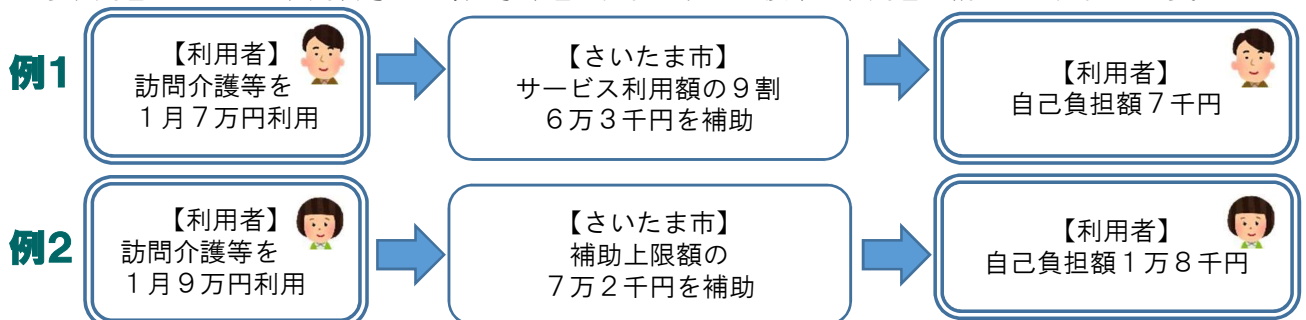 例1
【利用者】
訪問介護等を
１月７万円利用
【さいたま市】
サービス利用額の９割
６万３千円を補助
【利用者】
自己負担額７千円
例2
【利用者】
訪問介護等を
１月９万円利用
【さいたま市】
補助上限額の
７万２千円を補助
【利用者】
自己負担額１万８千円